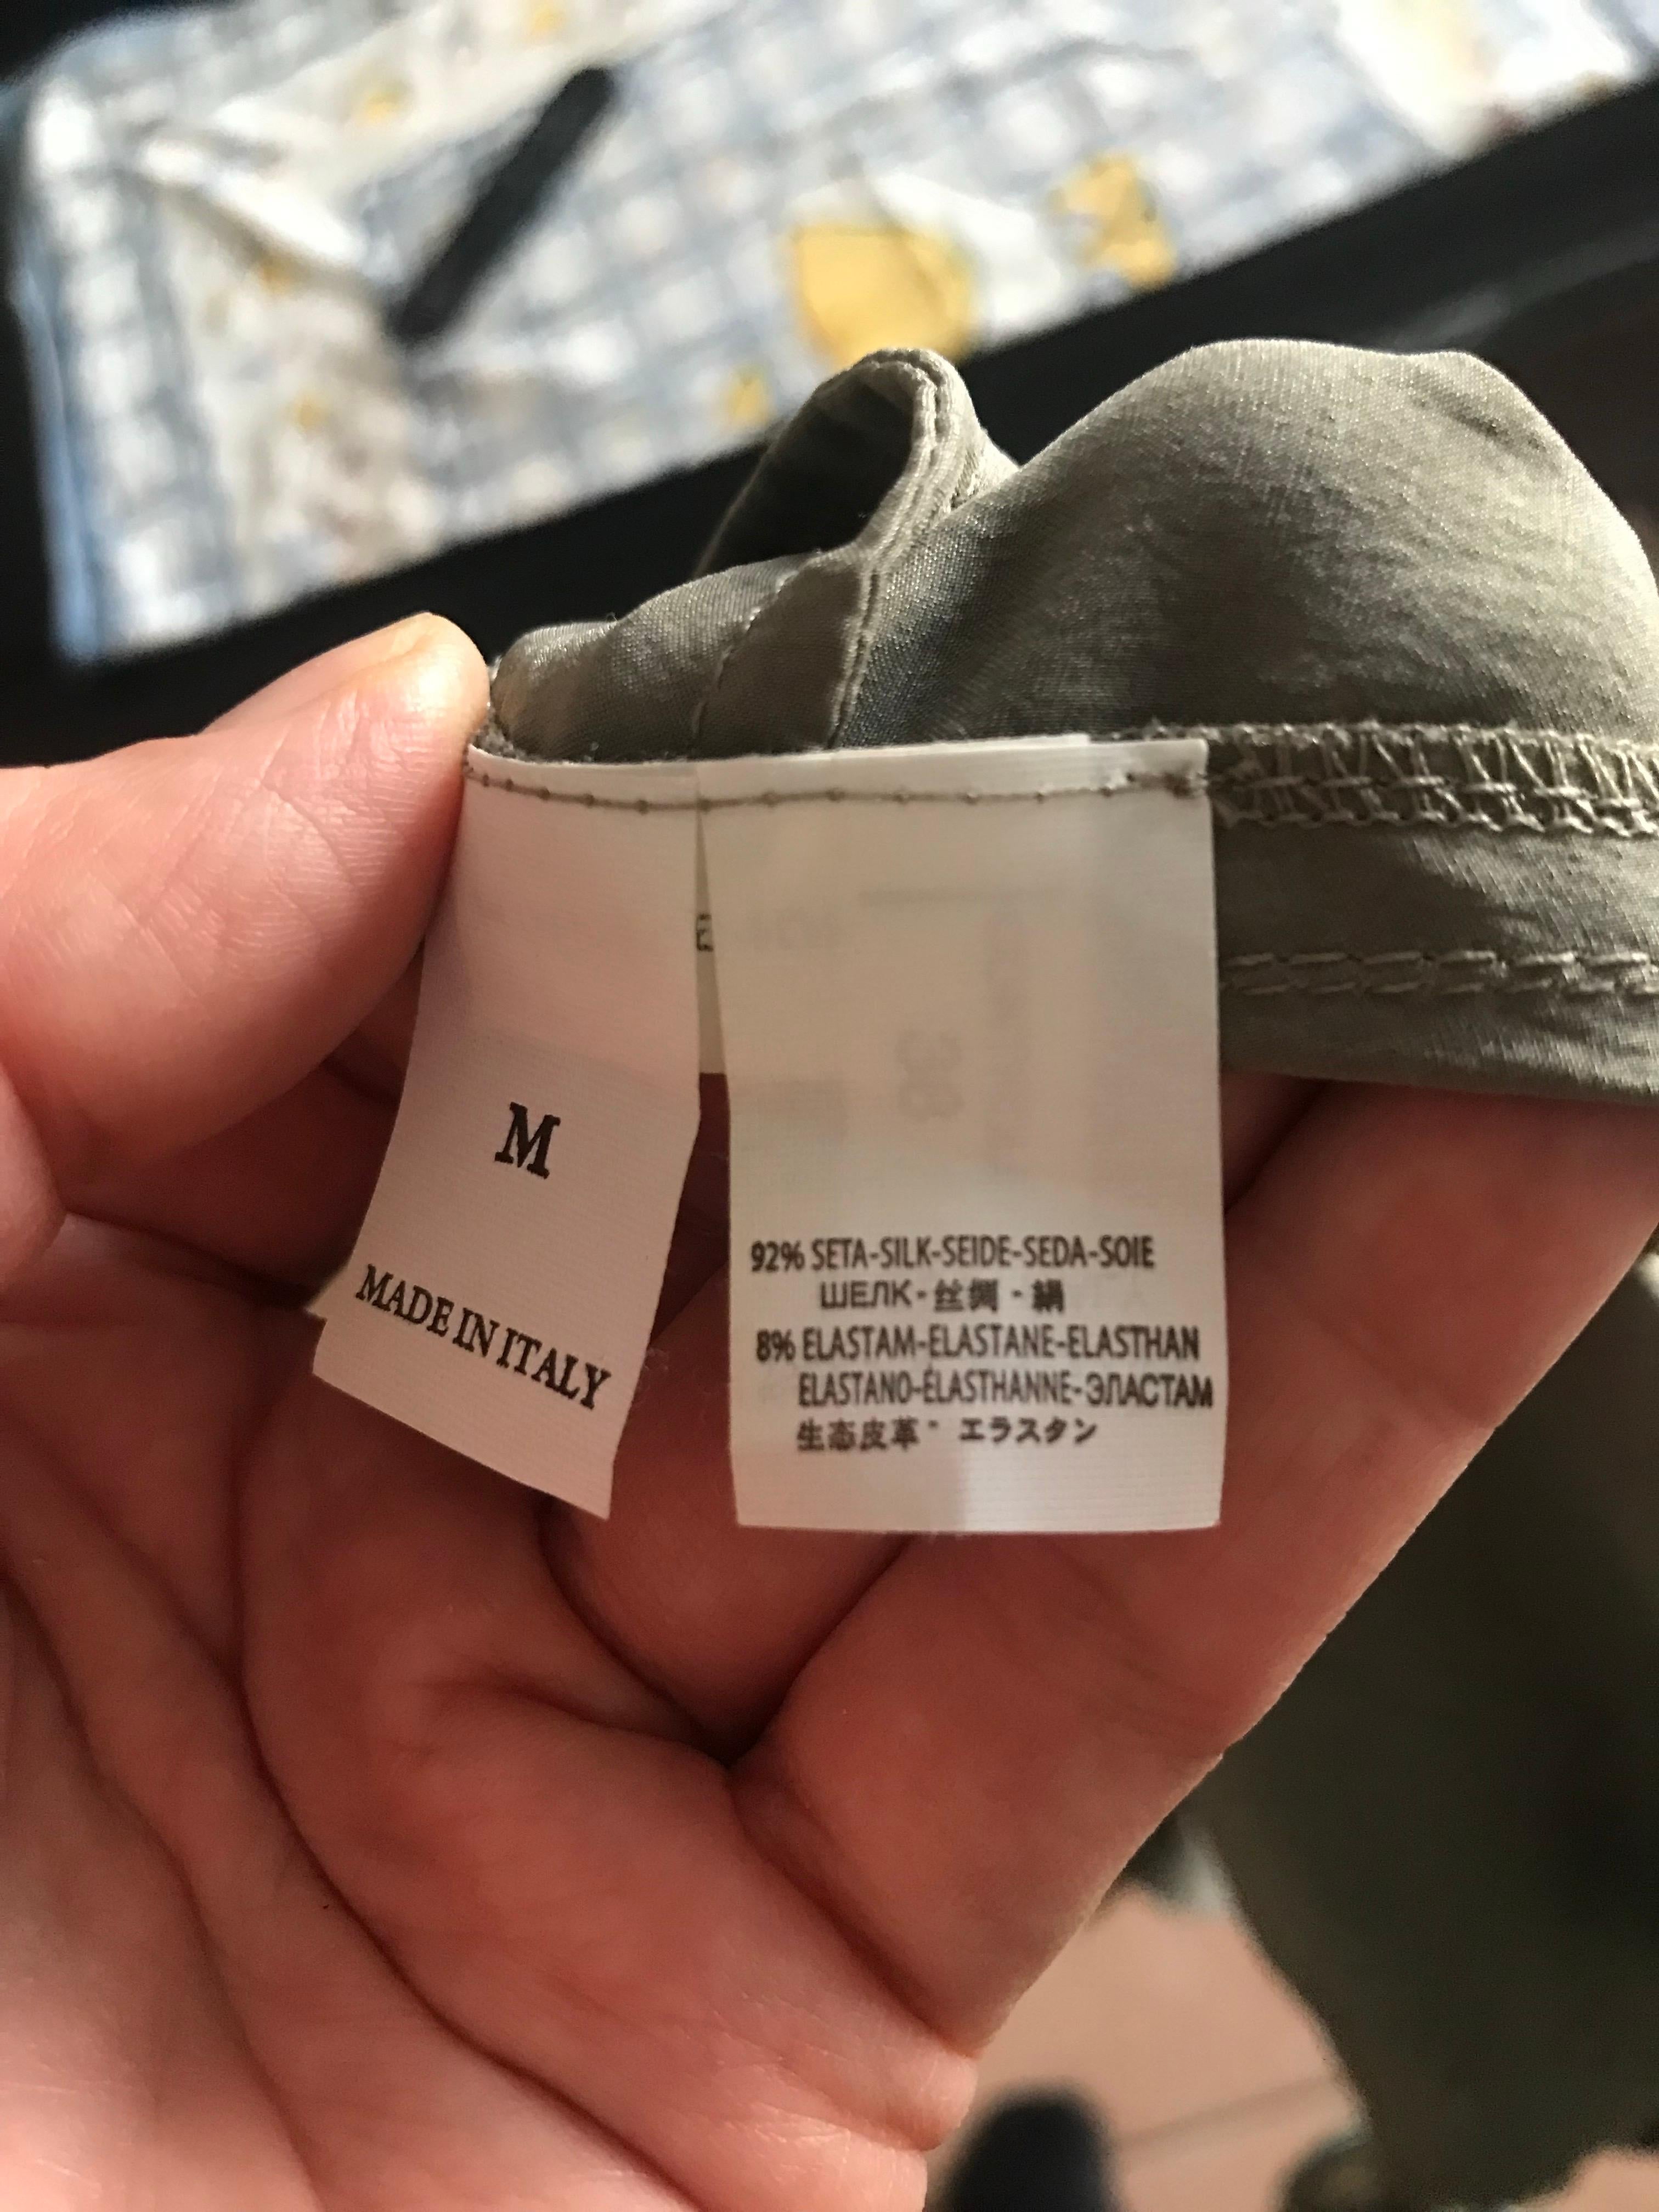 M
MADE IN ITALY
92% SETA-SILK-SEIDE-SEDA-SOIE
ШЕЛК-丝绸·絹
8% ELASTAM-ELASTANE-ELASTHAN
ELASTANO-ÉLASTHANNE-ЭЛАСТАМ
生态皮革- エラスタン